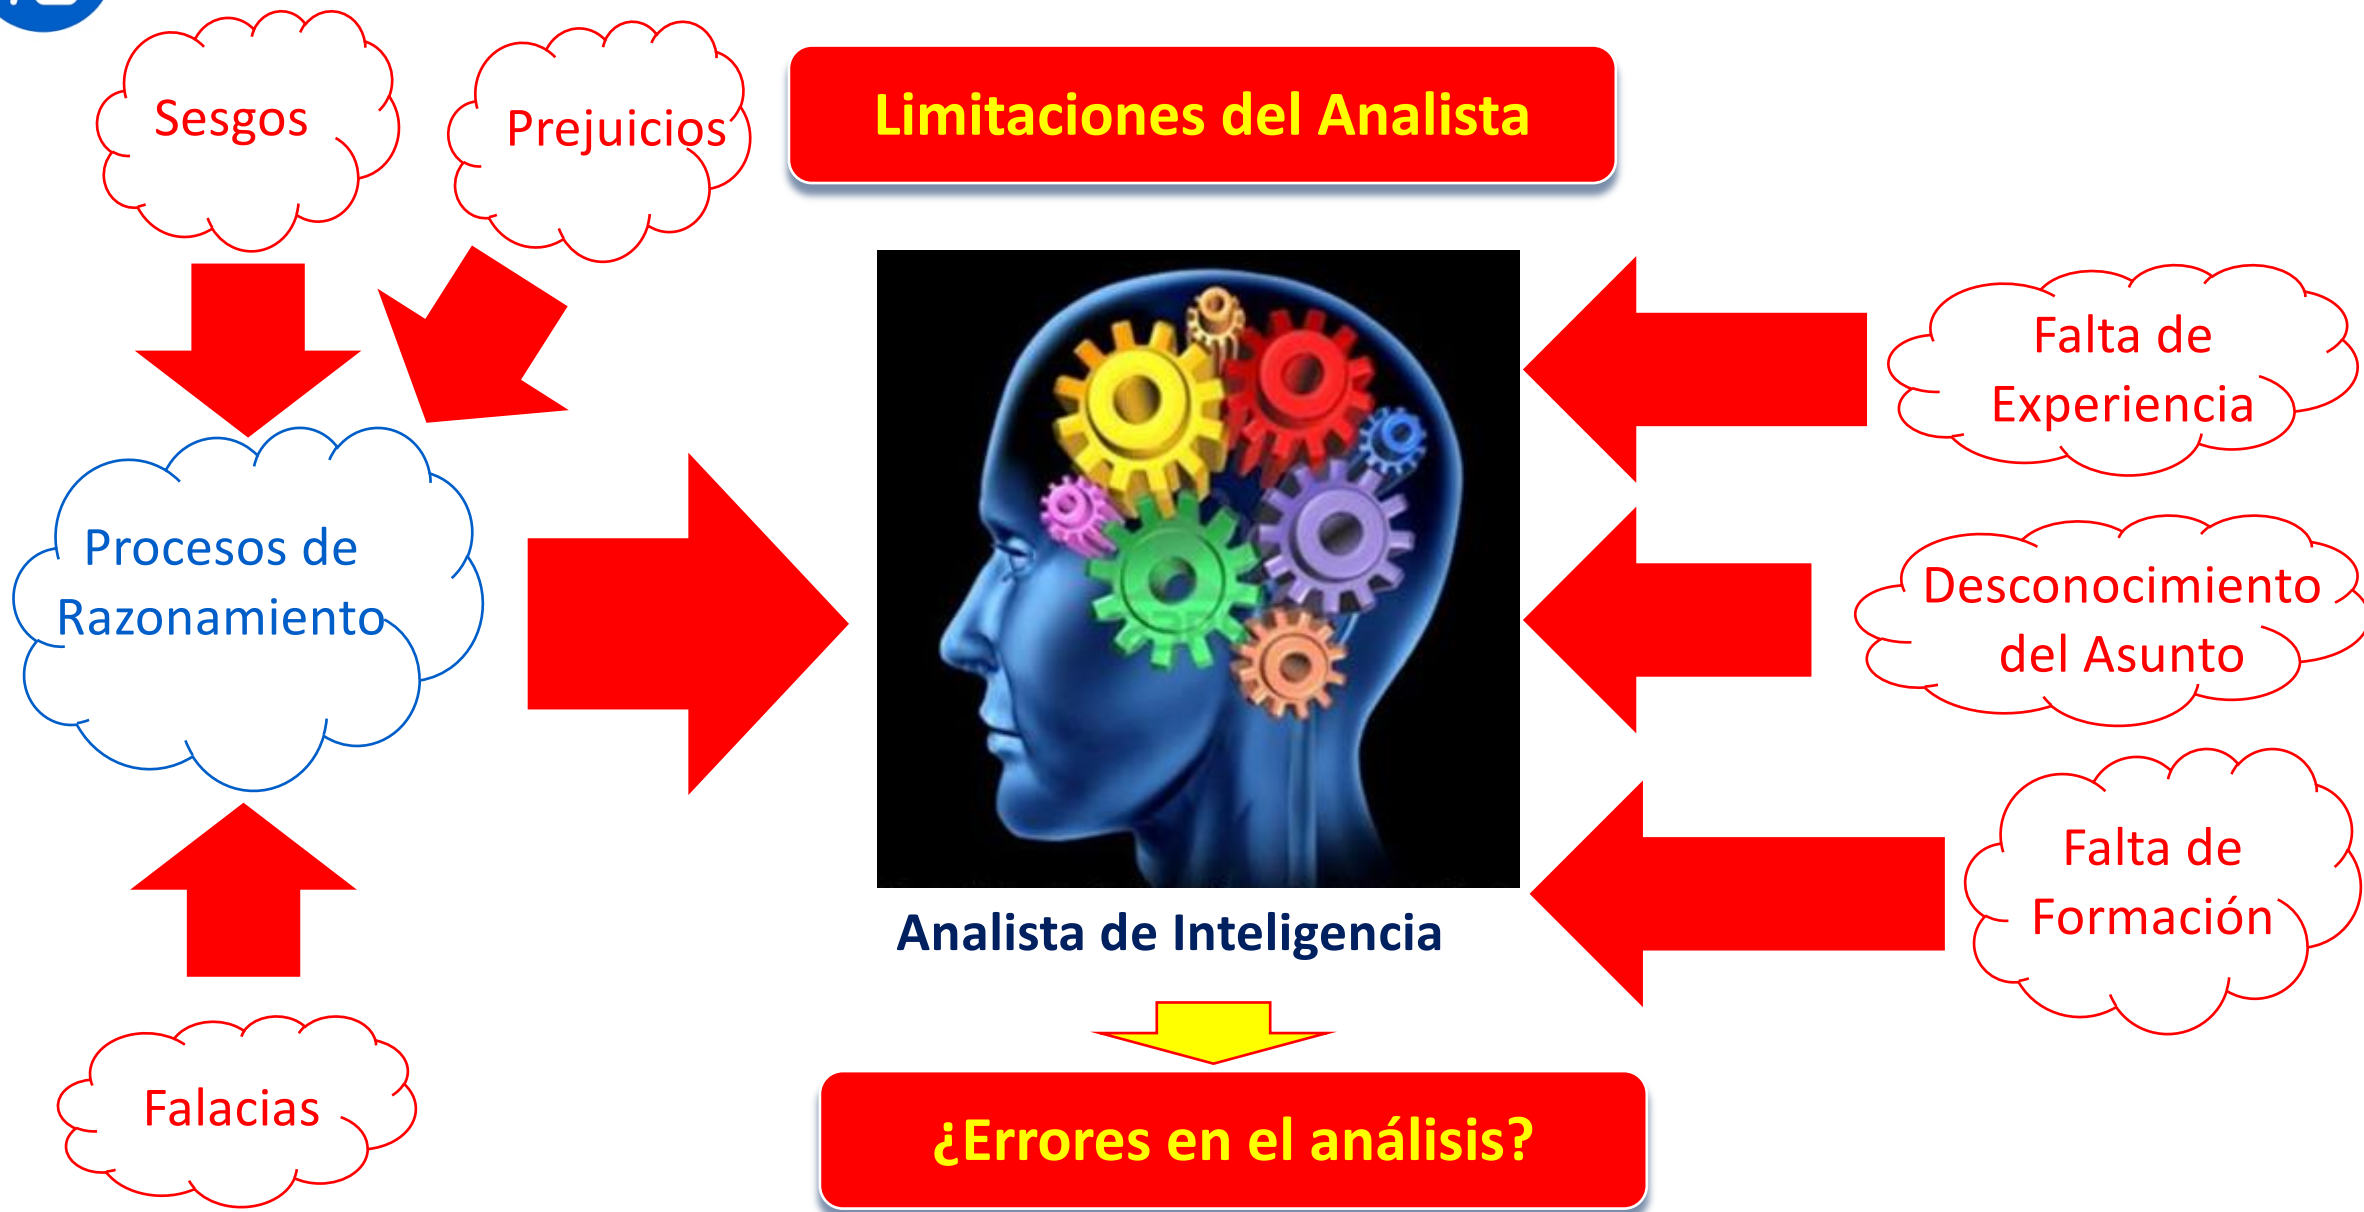 Sesgos
Prejuicios
Limitaciones del Analista
Procesos de
Razonamiento
Falacias
Analista de Inteligencia
Falta de
Experiencia
Desconocimiento
del Asunto
Falta de
Formación
¿Errores en el análisis?